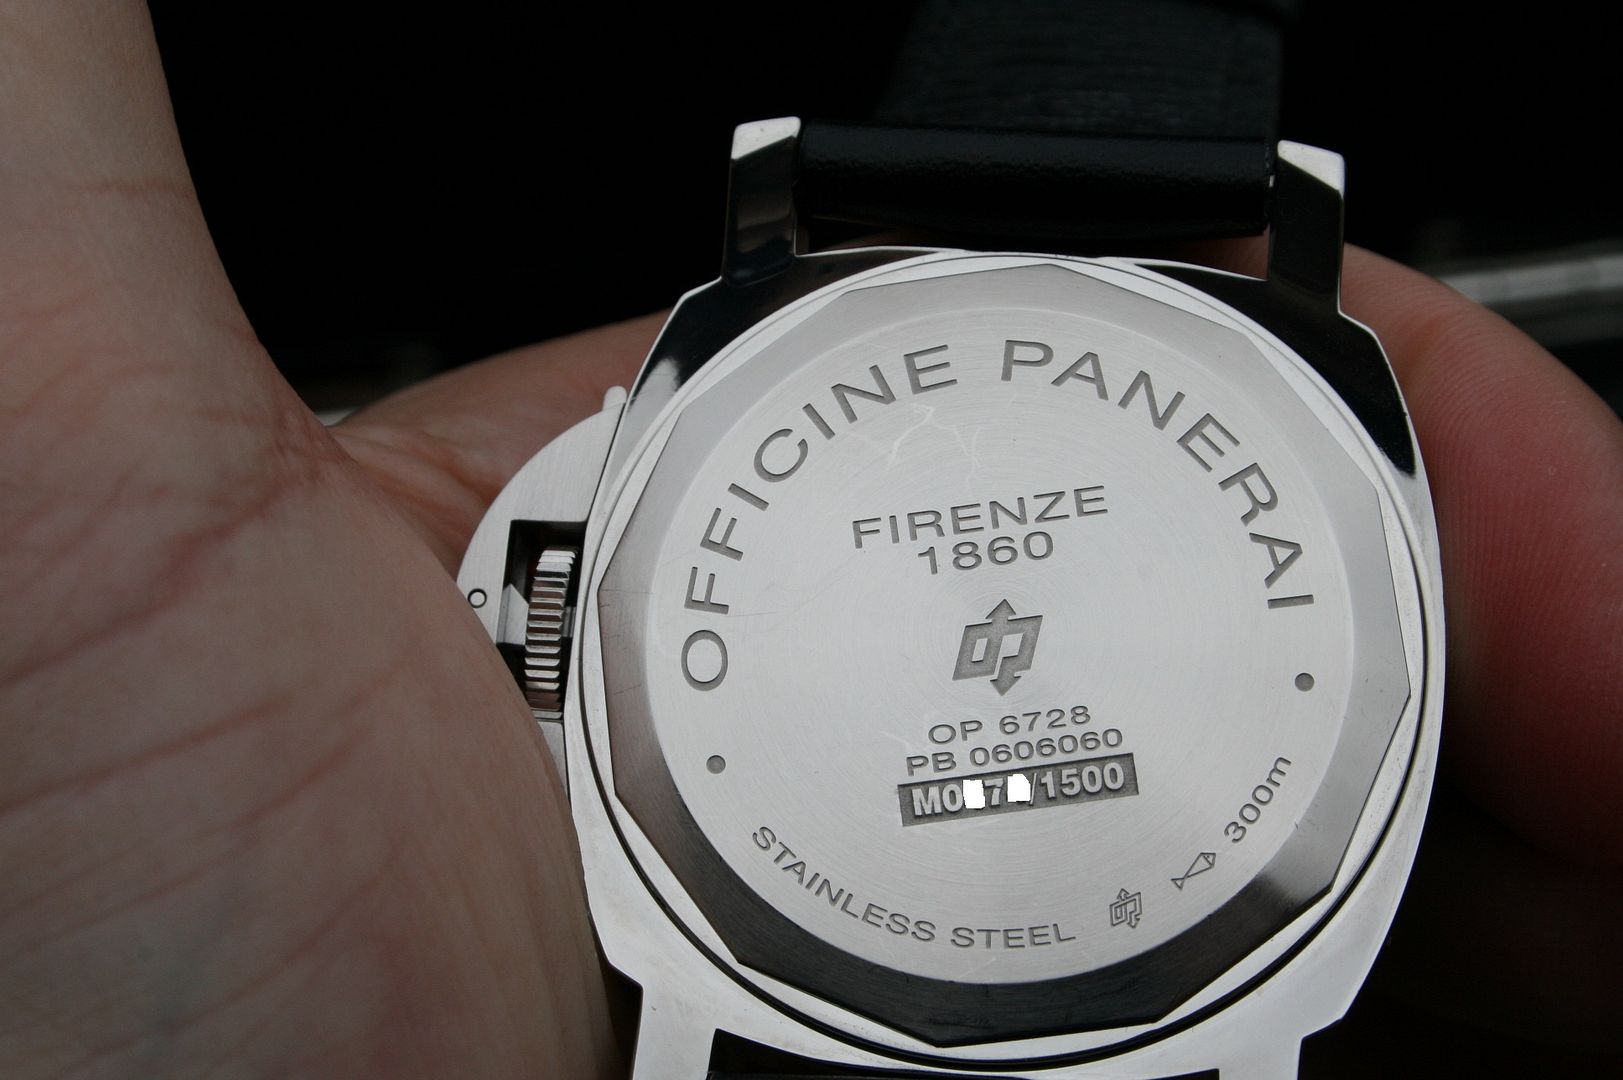 OFFICINE PANERAI
FIRENZE
1860
OP 6728
PB 0606060
/1500
STAINLESS STEEL
300m